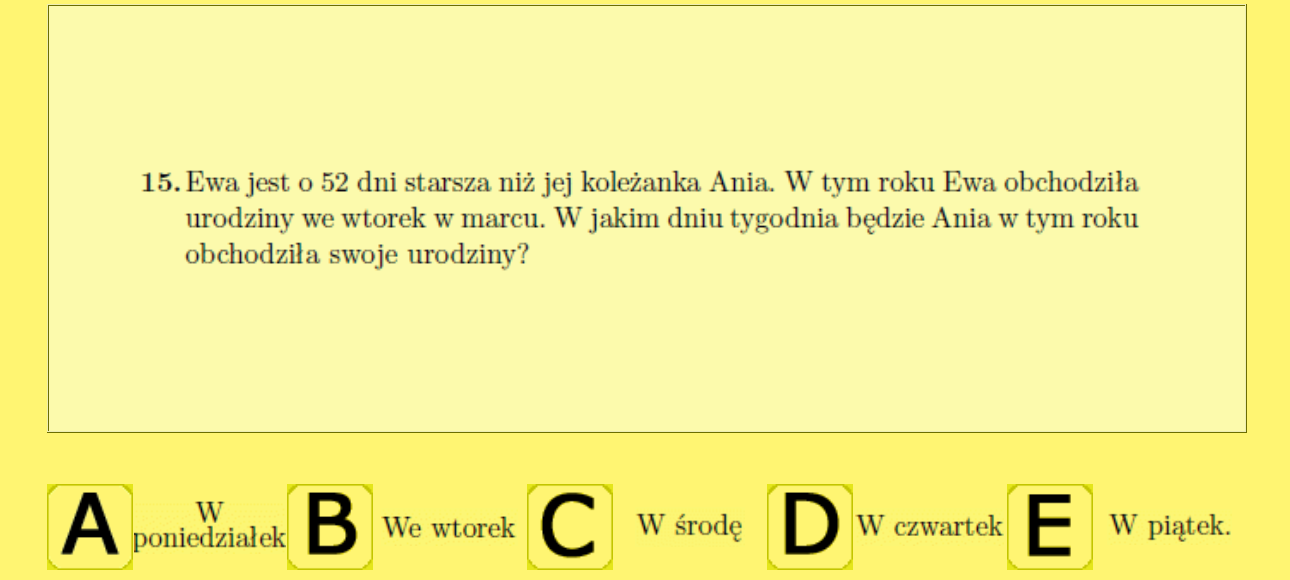 15. Ewa jest o 52 dni starsza niż jej koleżanka Ania. W tym roku Ewa obchodziła
urodziny we wtorek w marcu. W jakim dniu tygodnia będzie Ania w tym roku
obchodziła swoje urodziny?
A W poniedziałek B We wtorek C W środę D W czwartek E W piątek.